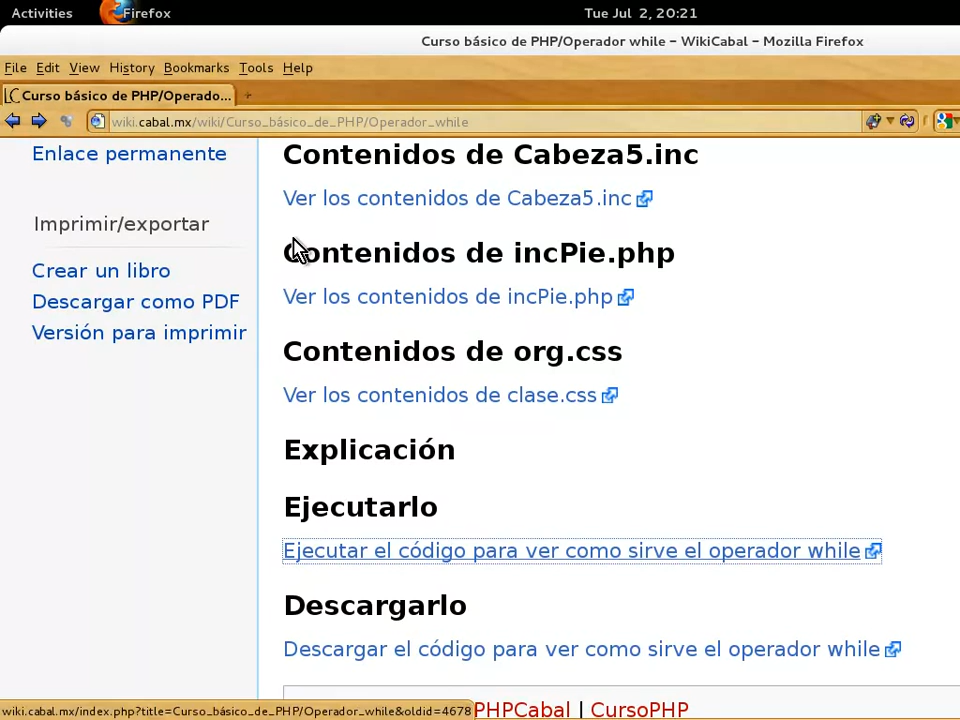 Activities
Firefox
Tue Jul 2, 20:21
Curso básico de PHP/Operador while – WikiCabal – Mozilla Firefox
File Edit View History Bookmarks Tools Help
Curso básico de PHP/Operado...
wiki.cabal.mx/wiki/Curso_básico_de_PHP/Operador_while
Enlace permanente
Imprimir/exportar
Crear un libro
Descargar como PDF
Versión para imprimir
Contenidos de Cabeza5.inc
Ver los contenidos de Cabeza5.inc
Contenidos de incPie.php
Ver los contenidos de incPie.php
Contenidos de org.css
Ver los contenidos de clase.css
Explicación
Ejecutarlo
Ejecutar el código para ver como sirve el operador while
Descargarlo
Descargar el código para ver como sirve el operador while
PHPCabal | CursoPHP
wiki.cabal.mx/index.php?title=Curso_básico_de_PHP/Operador_while&oldid=4678